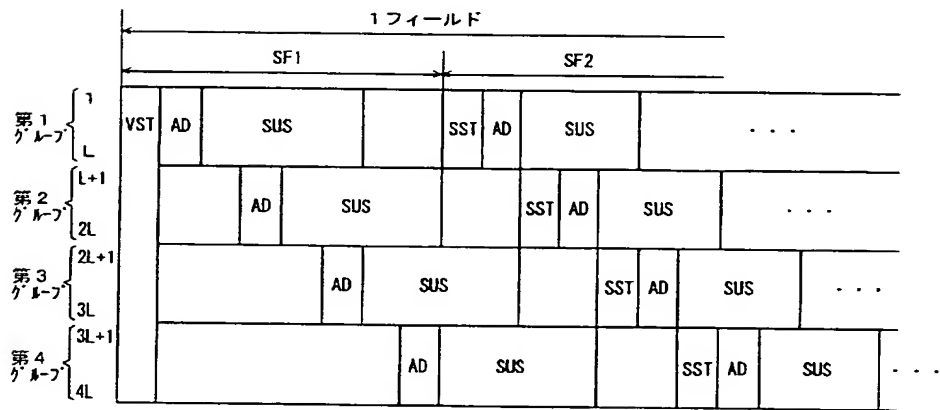 1フィールド
SF1 SF2
第1グループ 1 L VST AD SUS SST AD SUS ・・・
第2グループ L+1 2L AD SUS SST AD SUS ・・・
第3グループ 2L+1 3L AD SUS SST AD SUS ・・・
第4グループ 3L+1 4L AD SUS SST AD SUS ・・・